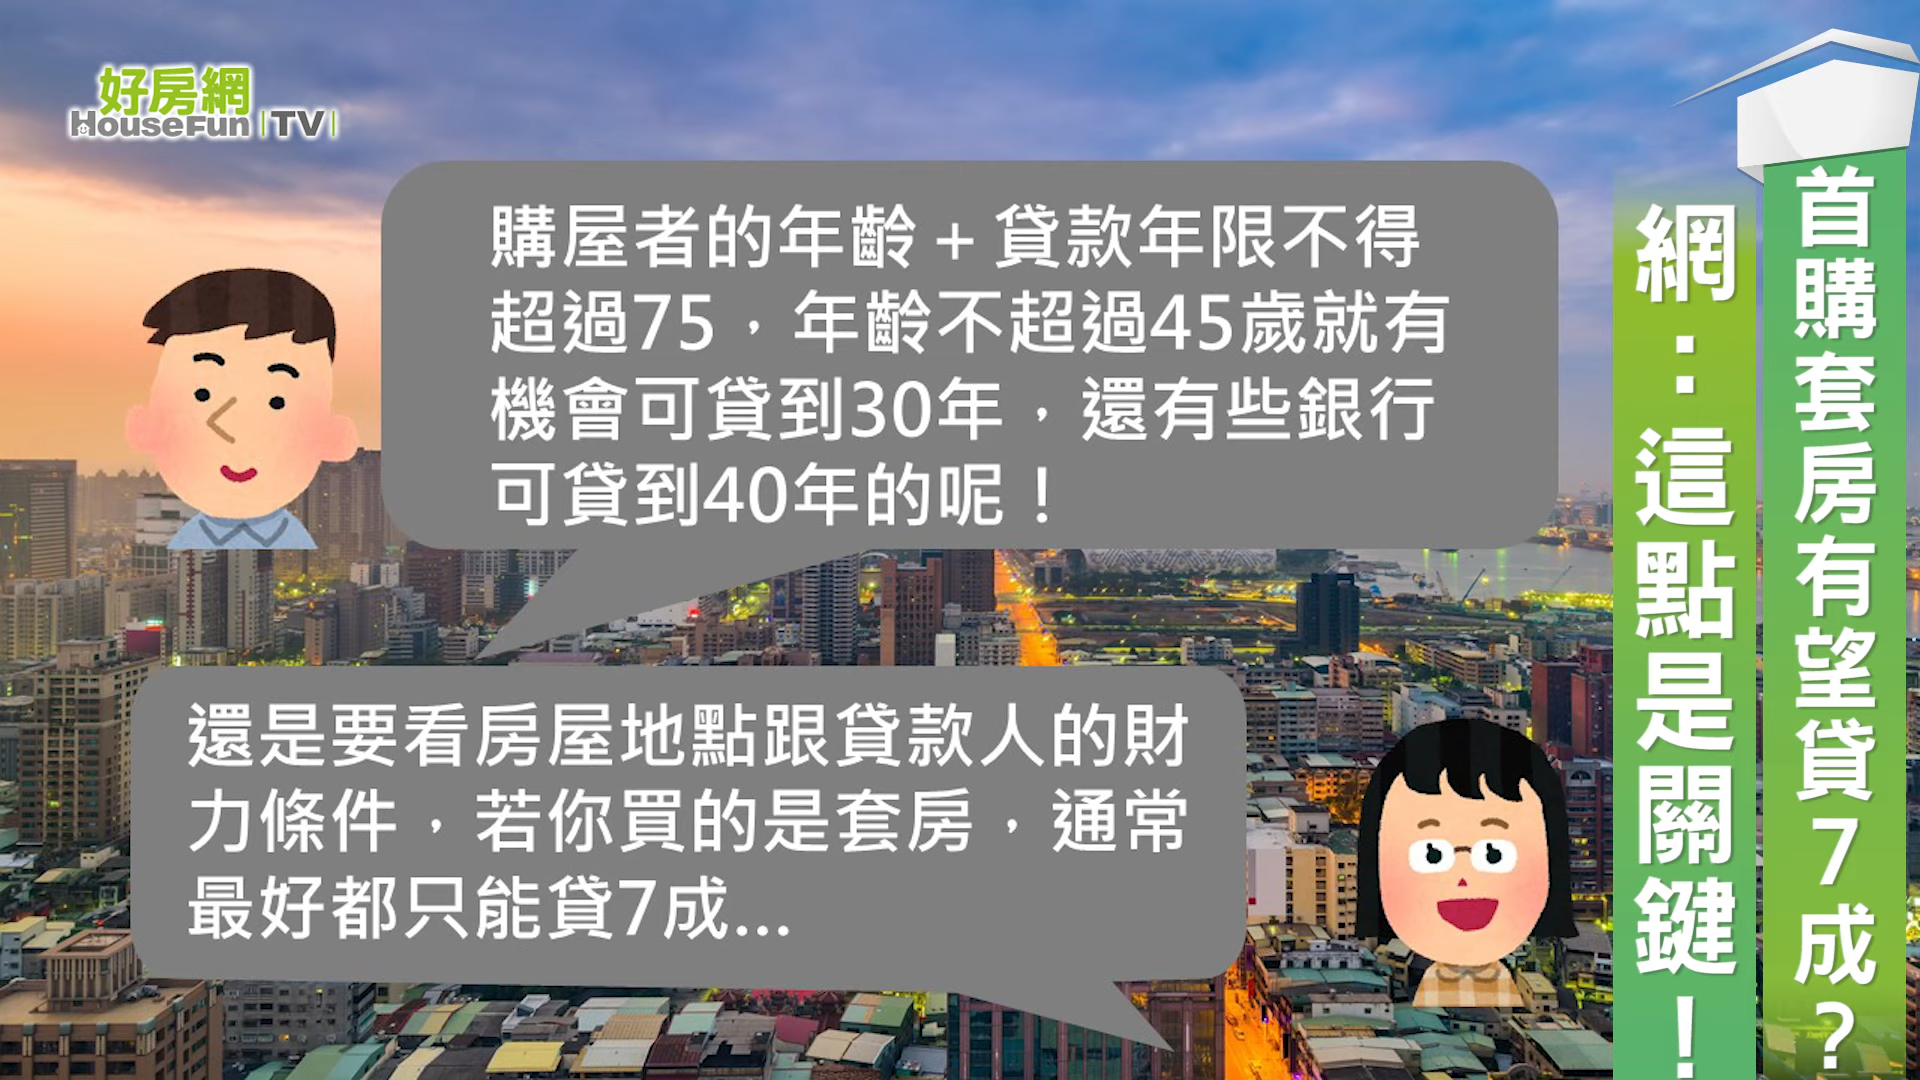 好房網
HouseFun TV
購屋者的年齡＋貸款年限不得
超過75，年齡不超過45歲就有
機會可貸到30年，還有些銀行
可貸到40年的呢！
還是要看房屋地點跟貸款人的財
力條件，若你買的是套房，通常
最好都只能貸7成...
首購套房有望貸7成？
網：這點是關鍵！